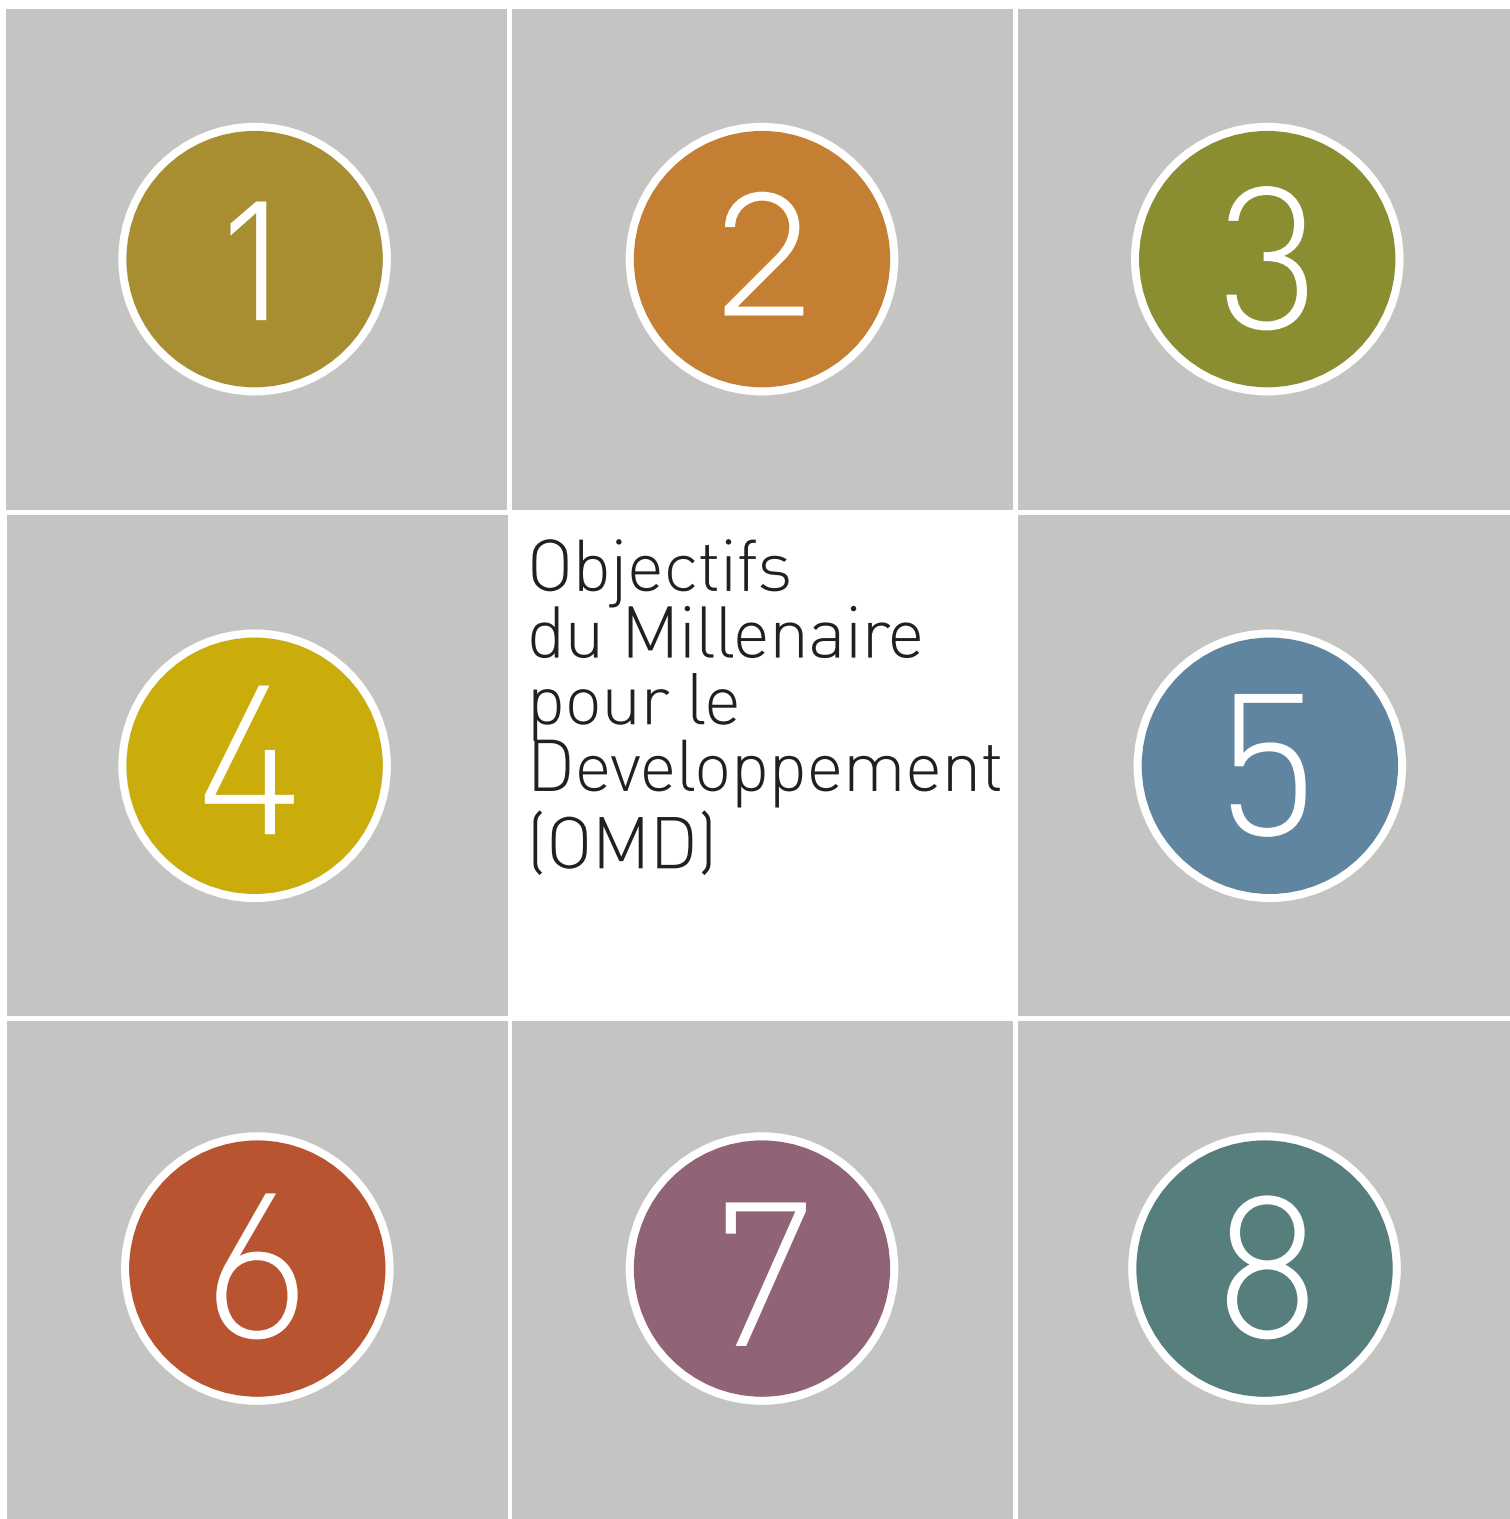 1
2
3
Objectifs
du Millenaire
pour le
Developpement
(OMD)
4
5
6
7
8